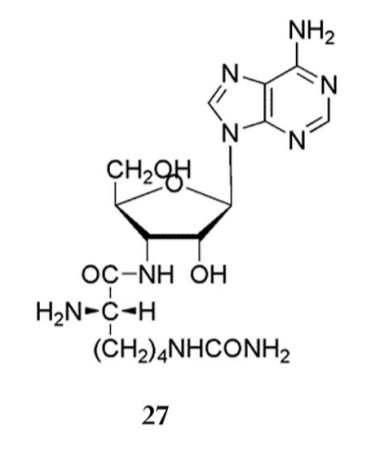 NH₂
N
N
N
N
CH₂OH
O
OC–NH OH
H₂N–C–H
(CH₂)₄NHCONH₂
27